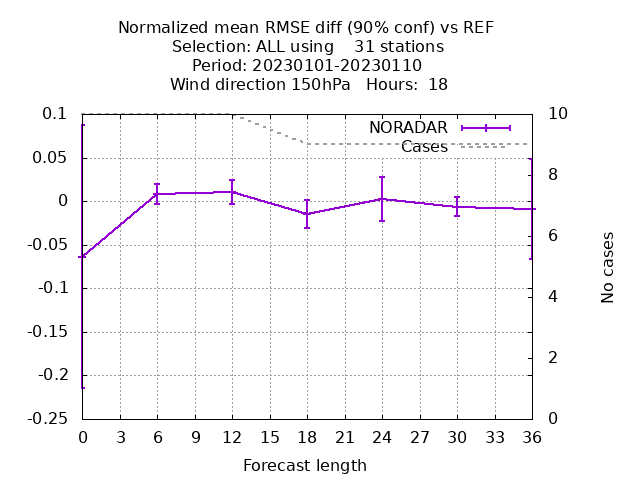 Normalized mean RMSE diff (90% conf) vs REF
Selection: ALL using    31 stations
Period: 20230101-20230110
Wind direction 150hPa   Hours:  18
0.1
0.05
0
-0.05
-0.1
-0.15
-0.2
-0.25
NORADAR
Cases
10
8
6
4
2
0
No cases
0 3 6 9 12 15 18 21 24 27 30 33 36
Forecast length